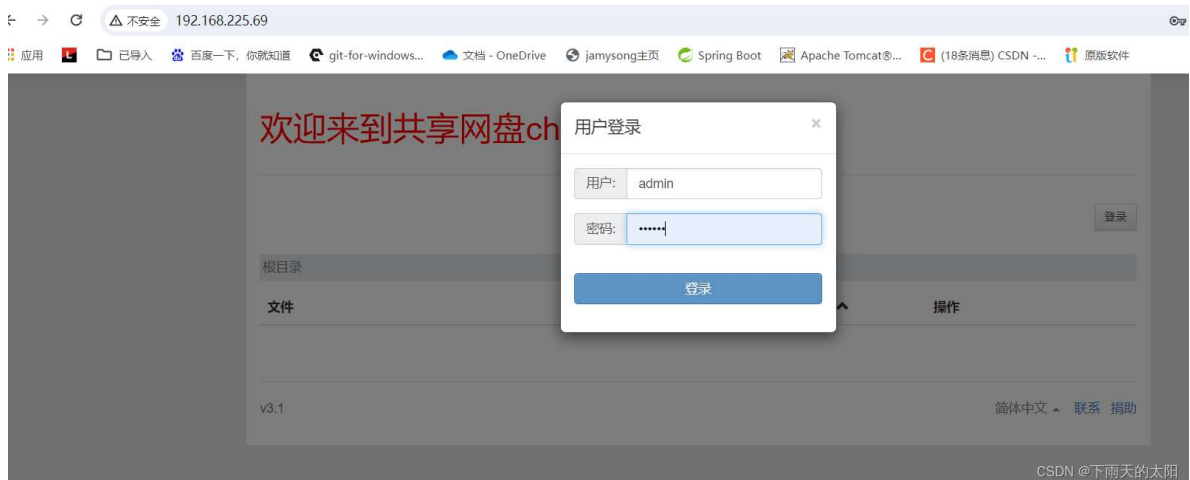 不安全 192.168.225.69
应用 已导入 百度一下，你就知道 git-for-windows... 文档 - OneDrive jamysong主页 Spring Boot Apache Tomcat®... (18条消息) CSDN -... 原版软件
欢迎来到共享网盘ch
用户登录 ×
用户: admin
密码: ••••••
登录
登录
根目录
文件 操作
v3.1 简体中文 联系 捐助
CSDN @下雨天的太阳